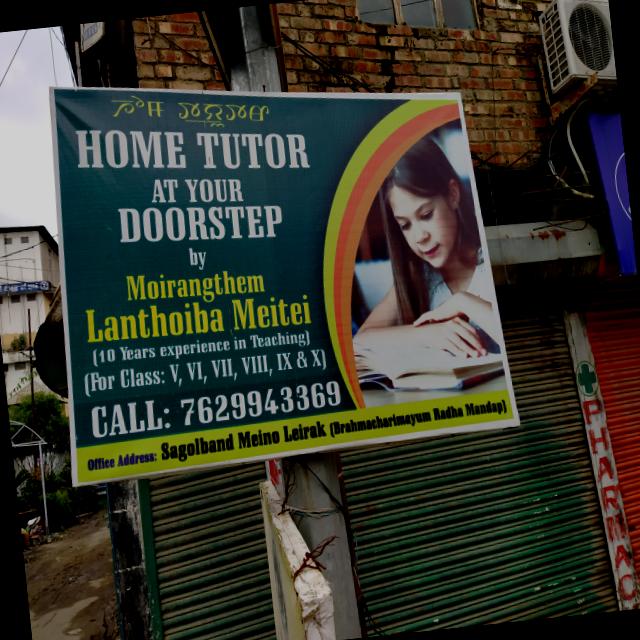 HOME TUTOR
AT YOUR
DOORSTEP
by
Moirangthem
Lanthoiba Meitei
(10 Years experience in Teaching)
(For Class: V, VI, VII, VIII, IX & X)
CALL: 7629943369
Office Address: Sagolband Meino Leirak (Brahmacharimayum Radha Mandap)